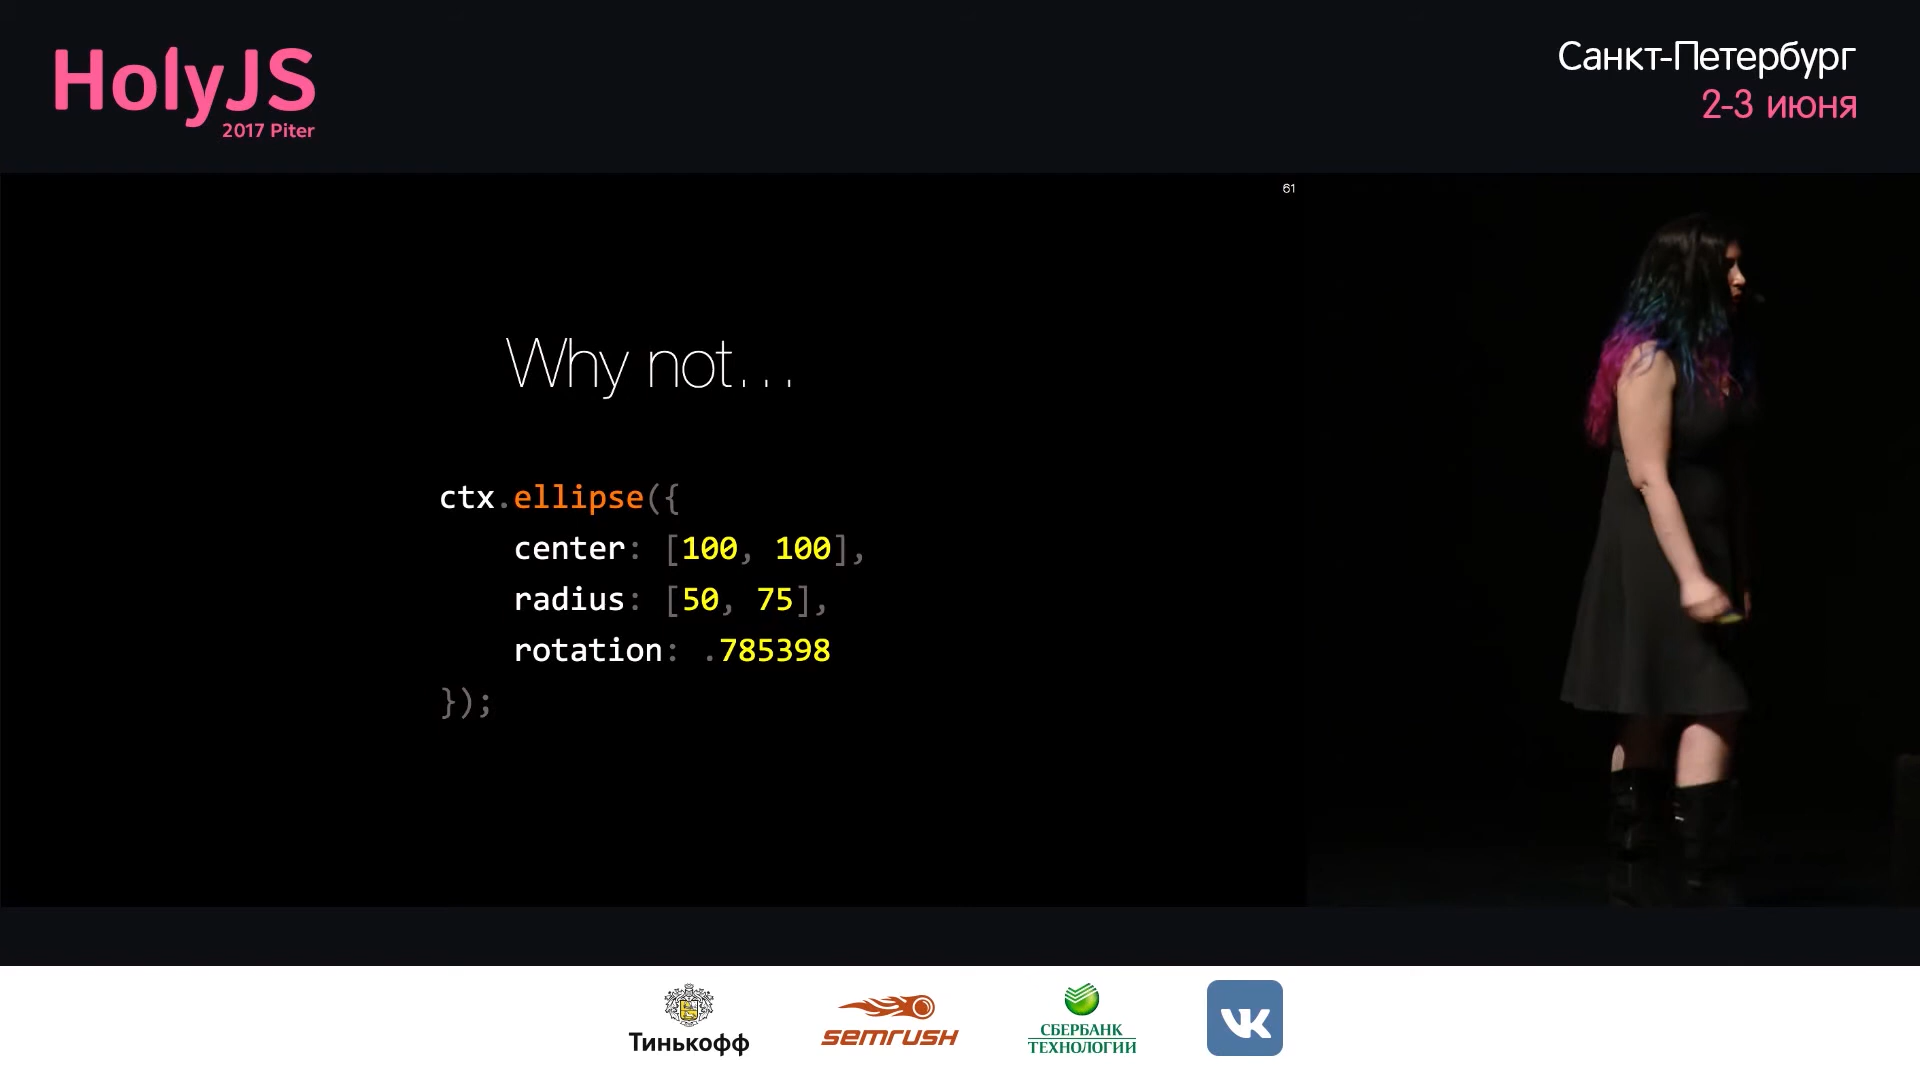 HolyJS
2017 Piter
Санкт-Петербург
2-3 июня
61
Why not...
ctx.ellipse({
center: [100, 100],
radius: [50, 75],
rotation: .785398
});
Тинькофф
semrush
СБЕРБАНК
ТЕХНОЛОГИИ
VK